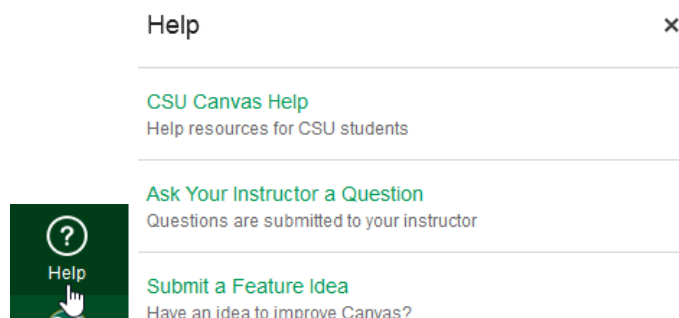 Help
CSU Canvas Help
Help resources for CSU students
Ask Your Instructor a Question
Questions are submitted to your instructor
?
Help
Submit a Feature Idea
Have an idea to improve Canvas?